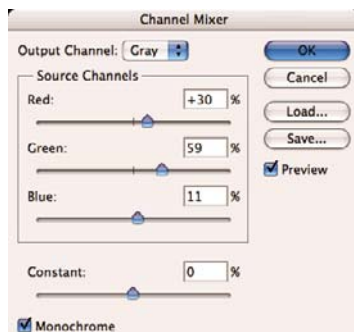 Channel Mixer
Output Channel: Gray
OK
Source Channels
Cancel
Red: +30 %
Load...
Save...
Green: 59 %
Preview
Blue: 11 %
Constant: 0 %
Monochrome